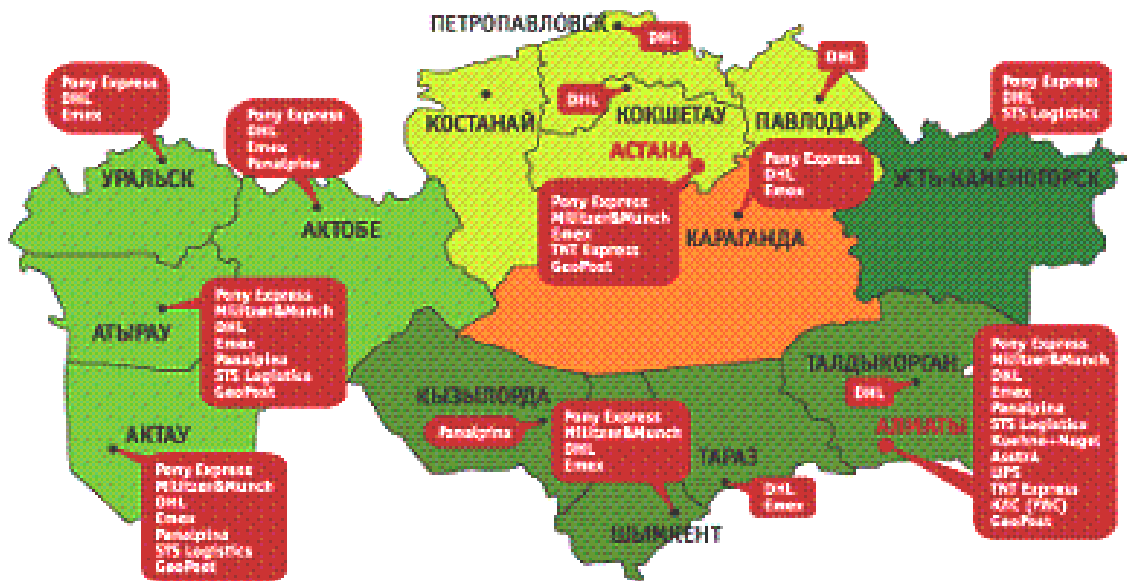 ПЕТРОПАВЛОВСК
DHL
DHL
Pony Express
DHL
Emex
Pony Express
DHL
STS Logistics
DHL
Pony Express
DHL
Emex
Panalpina
КОСТАНАЙ
КОКШЕТАУ
ПАВЛОДАР
АСТАНА
Pony Express
DHL
Emex
УРАЛЬСК
УСТЬ-КАМЕНОГОРСК
Pony Express
Militzer&Munch
Emex
TNT Express
GeoPost
АКТОБЕ
КАРАГАНДА
Pony Express
Militzer&Munch
DHL
Emex
Panalpina
STS Logistics
GeoPost
АТЫРАУ
ТАЛДЫКОРГАН
DHL
Pony Express
Militzer&Munch
DHL
Emex
Panalpina
STS Logistics
Kuehne+Nagel
AsstrA
UPS
TNT Express
GeoPost
КЫЗЫЛОРДА
Panalpina
Pony Express
Militzer&Munch
DHL
Emex
АЛМАТЫ
АКТАУ
ТАРАЗ
Pony Express
Militzer&Munch
DHL
Emex
Panalpina
STS Logistics
GeoPost
DHL
Emex
ШЫМКЕНТ